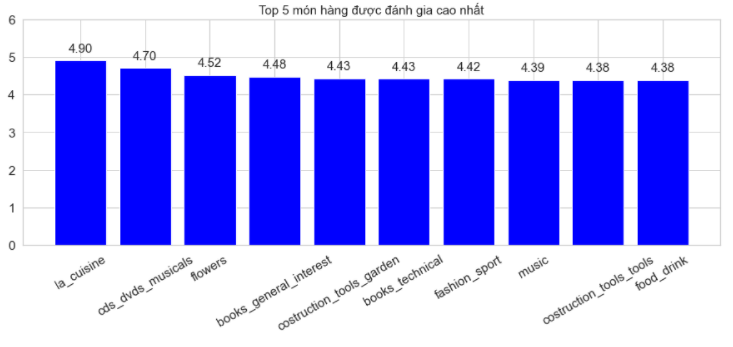 Top 5 món hàng được đánh gia cao nhất
6
5
4
3
2
1
0
4.90
4.70
4.52
4.48
4.43
4.43
4.42
4.39
4.38
4.38
la_cuisine
cds_dvds_musicals
flowers
books_general_interest
costruction_tools_garden
books_technical
fashion_sport
music
costruction_tools_tools
food_drink